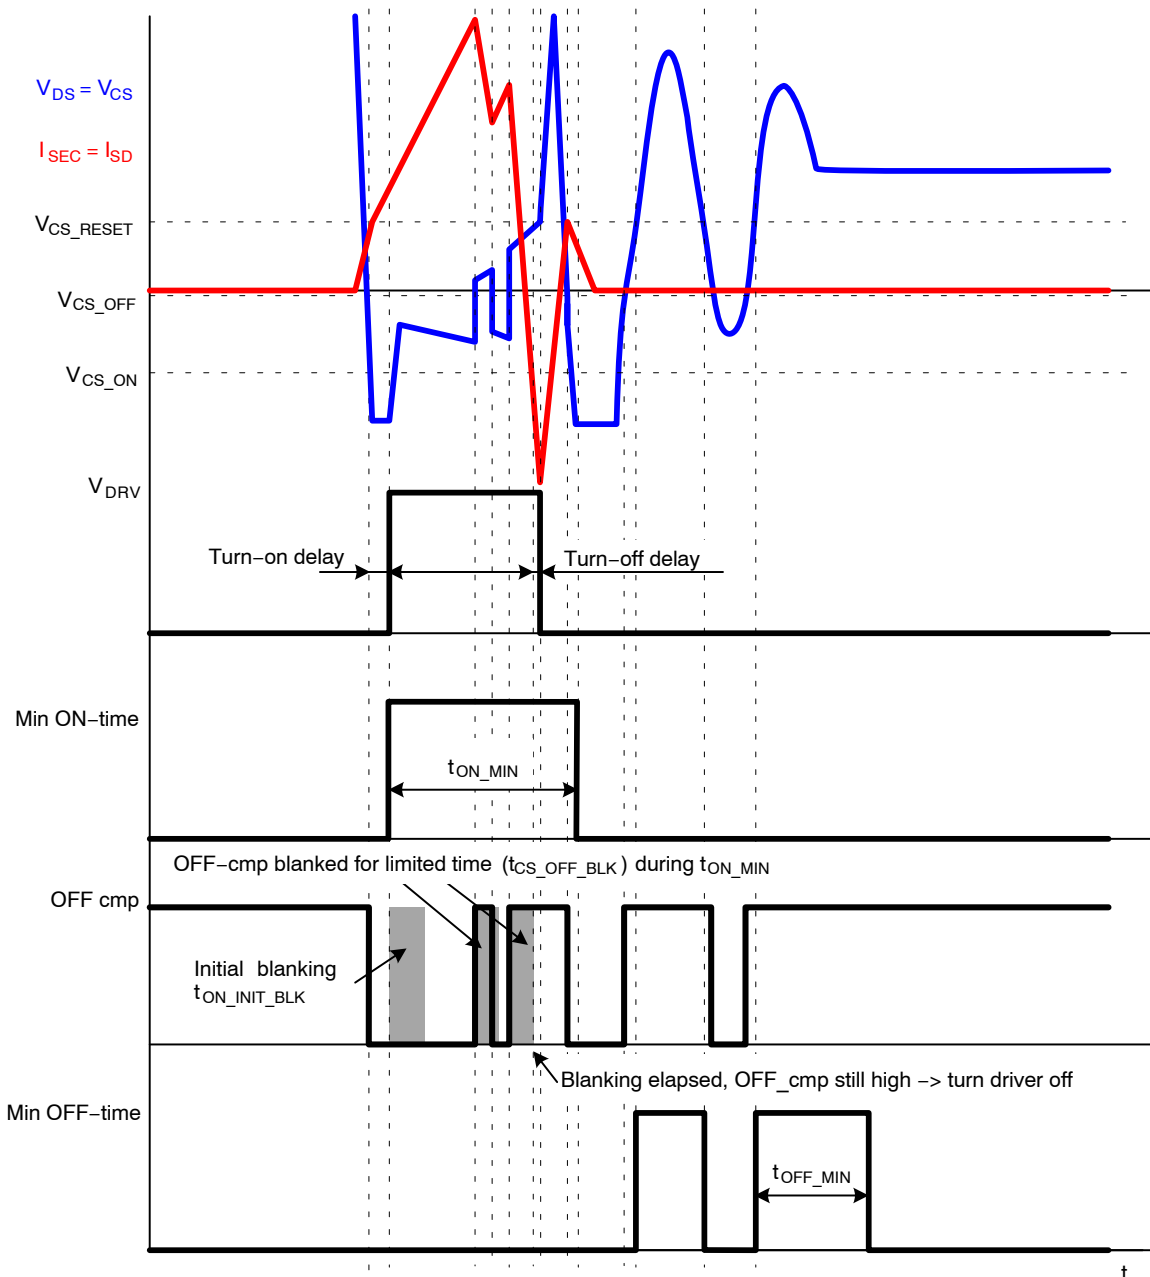 VDS = VCS
ISEC = ISD
VCS_RESET
VCS_OFF
VCS_ON
VDRV
Turn−on delay
Turn−off delay
Min ON−time
tON_MIN
OFF−cmp blanked for limited time (tCS_OFF_BLK) during tON_MIN
OFF cmp
Initial blanking
tON_INIT_BLK
Blanking elapsed, OFF_cmp still high −> turn driver off
Min OFF−time
tOFF_MIN
t